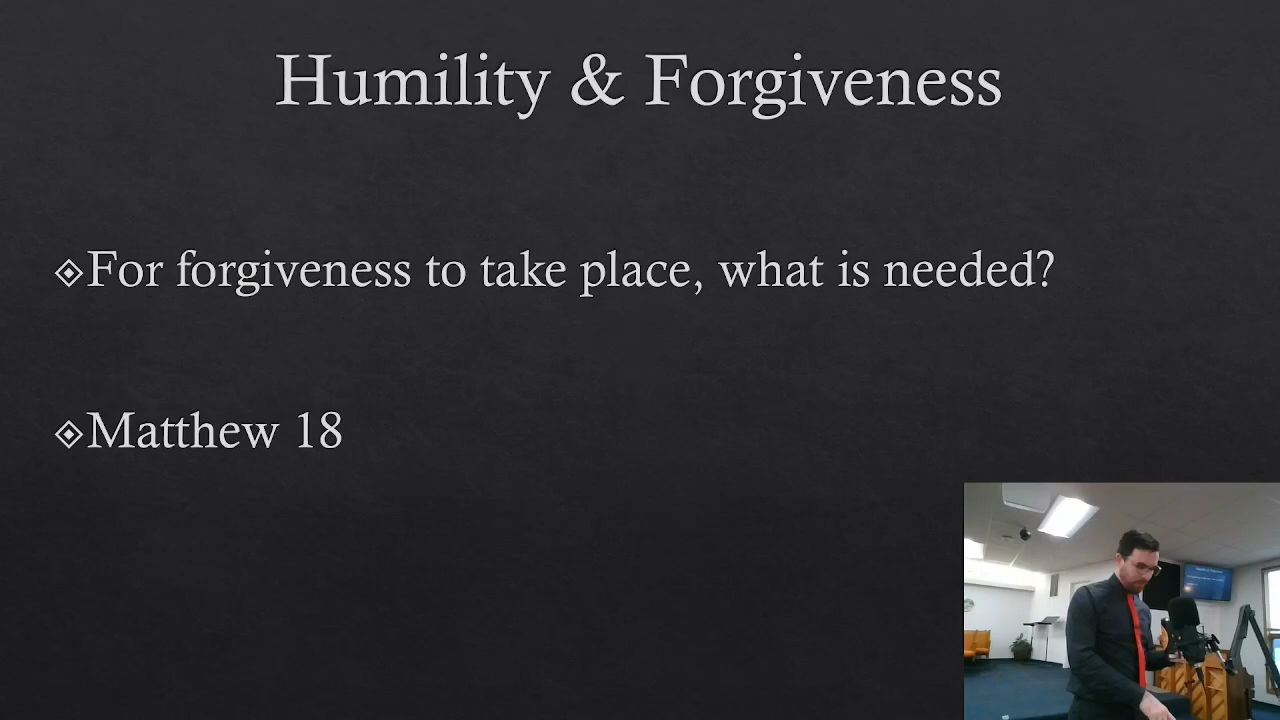 Humility & Forgiveness
For forgiveness to take place, what is needed?
Matthew 18